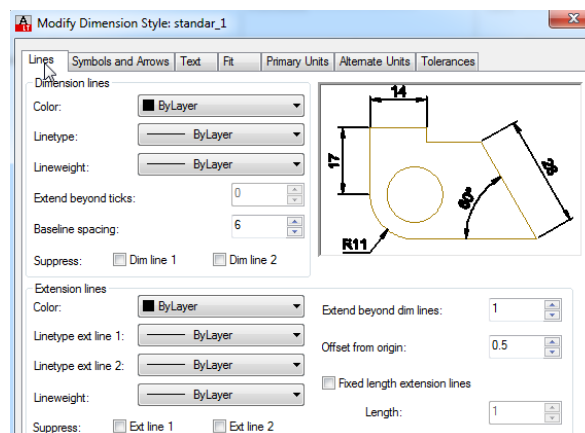 Modify Dimension Style: standar_1
Lines Symbols and Arrows Text Fit Primary Units Alternate Units Tolerances
Dimension lines
Color: ByLayer
Linetype: ByLayer
Lineweight: ByLayer
Extend beyond ticks: 0
Baseline spacing: 6
Suppress: Dim line 1 Dim line 2
14
17
60°
R11
Extension lines
Color: ByLayer
Linetype ext line 1: ByLayer
Linetype ext line 2: ByLayer
Lineweight: ByLayer
Suppress: Ext line 1 Ext line 2
Extend beyond dim lines: 1
Offset from origin: 0.5
Fixed length extension lines
Length: 1